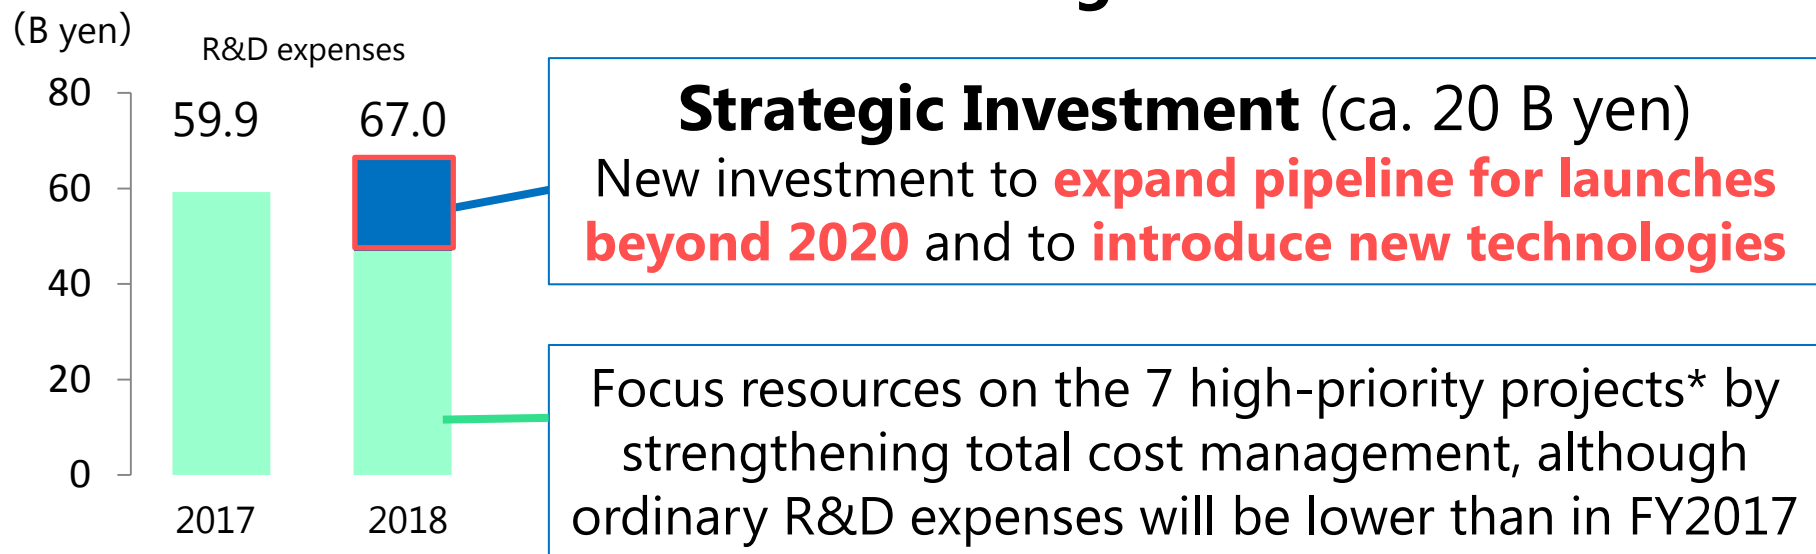 (B yen)
R&D expenses
80
60
40
20
0
59.9
67.0
2017
2018
Strategic Investment (ca. 20 B yen)
New investment to expand pipeline for launches
beyond 2020 and to introduce new technologies
Focus resources on the 7 high-priority projects* by
strengthening total cost management, although
ordinary R&D expenses will be lower than in FY2017